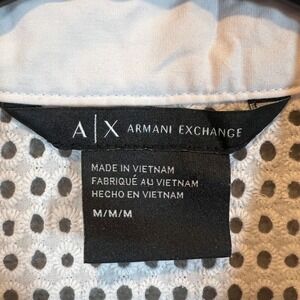 A|X ARMANI EXCHANGE
MADE IN VIETNAM
FABRIQUÉ AU VIETNAM
HECHO EN VIETNAM
M/M/M